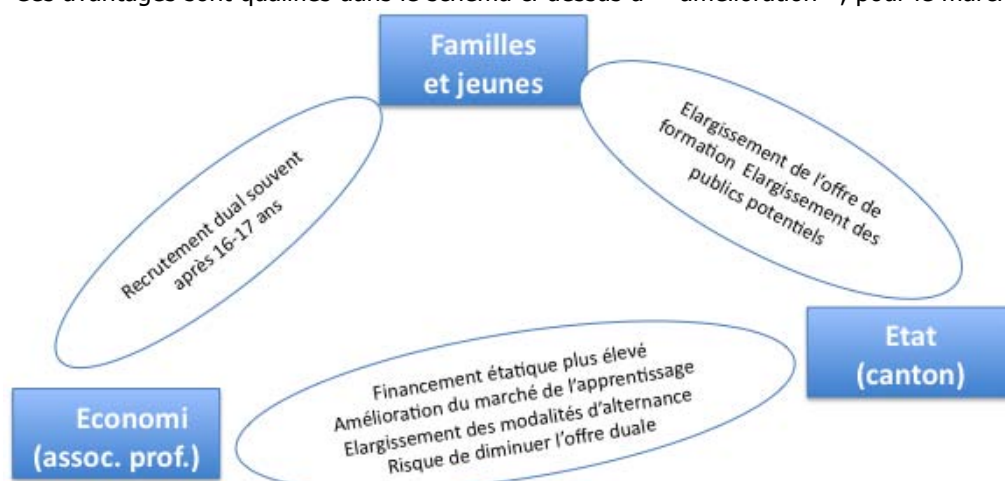 Familles
et jeunes
Elargissement de l'offre de
formation Elargissement des
publics potentiels
Recrutement dual souvent
après 16-17 ans
Etat
(canton)
Financement étatique plus élevé
Amélioration du marché de l'apprentissage
Elargissement des modalités d'alternance
Risque de diminuer l'offre duale
Economi
(assoc. prof.)